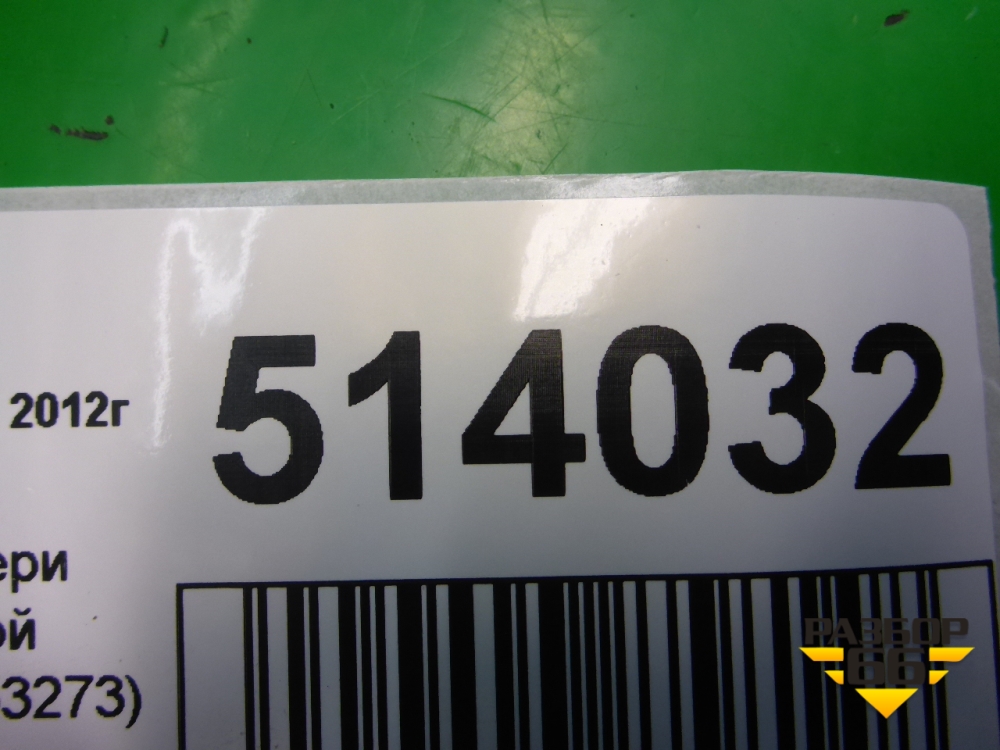 2012г
514032
ери
ой
3273)
РАЗБОР
66